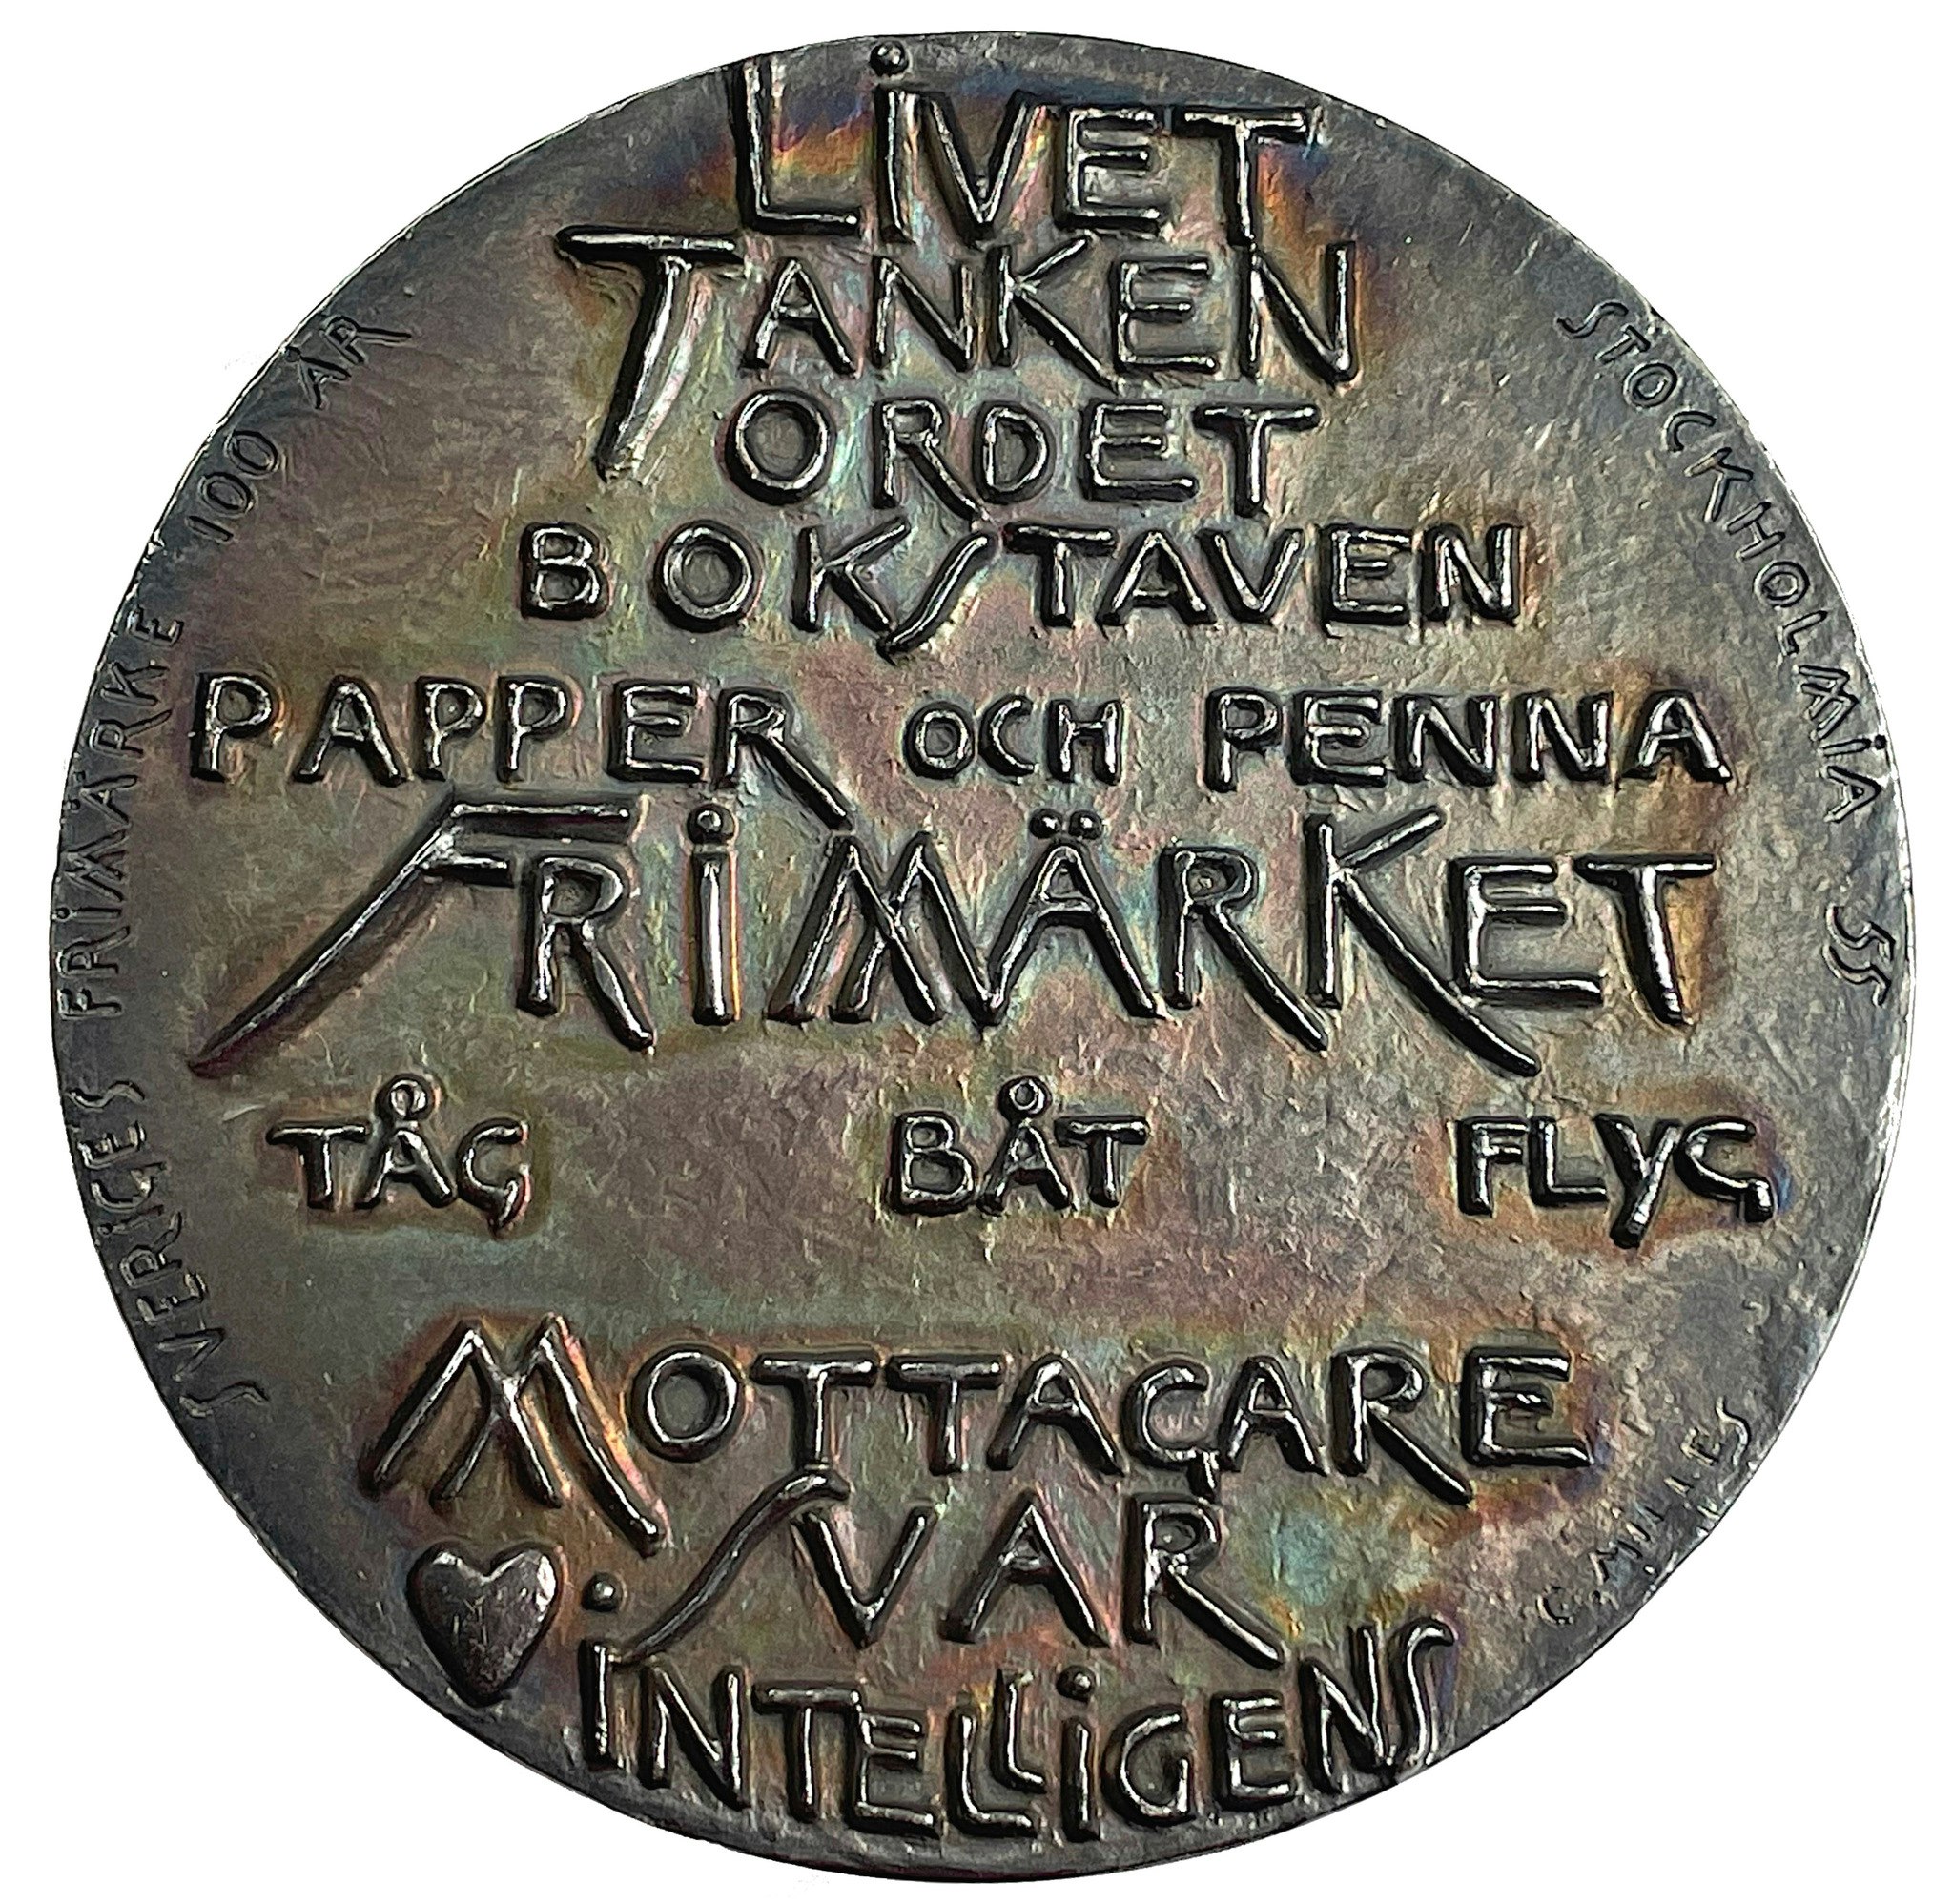 LiVET
TANKEN
ORDET
BOKSTAVEN
PAPPER OCH PENNA
FRiMÄRKET
TÅG BÅT FLYG
MOTTAGARE
SVAR
iNTELLiGENS
SVERiGES FRiMÄRKE 100 ÅR
STOCKHOLMiA 55
C. MiLLES